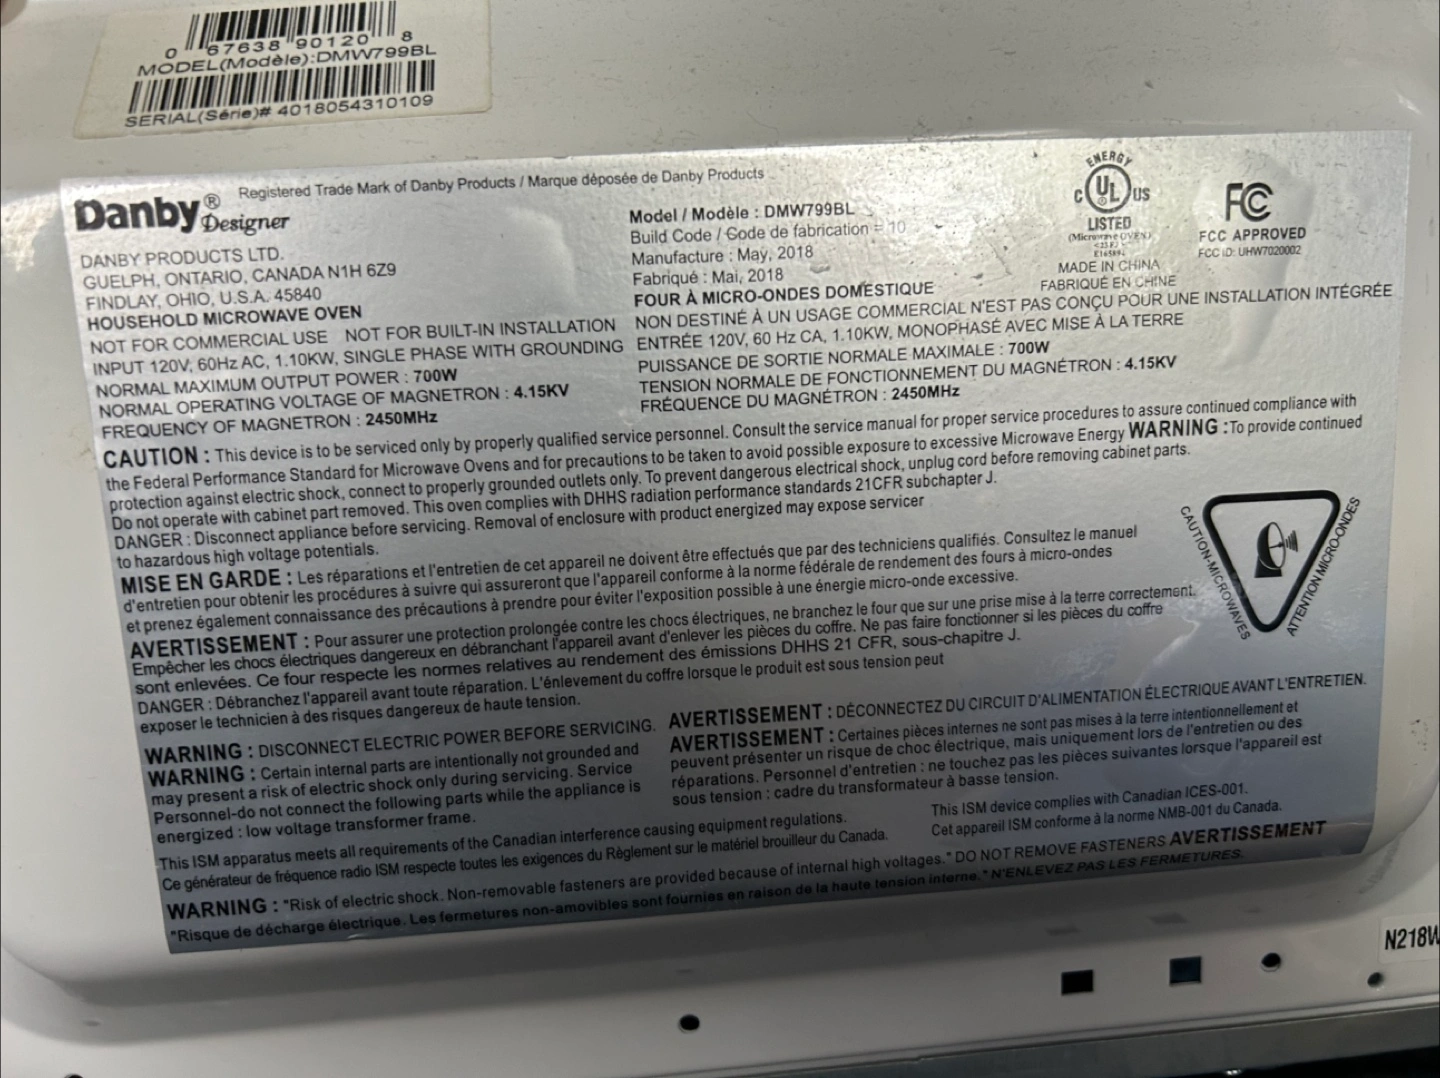 0 67638 90120 8
MODEL(Modèle):DMW799BL
SERIAL(Série)# 4018054310109
Danby® Designer
Registered Trade Mark of Danby Products / Marque déposée de Danby Products
DANBY PRODUCTS LTD.
GUELPH, ONTARIO, CANADA N1H 6Z9
FINDLAY, OHIO, U.S.A. 45840
HOUSEHOLD MICROWAVE OVEN
NOT FOR COMMERCIAL USE NOT FOR BUILT-IN INSTALLATION
INPUT 120V, 60Hz AC, 1.10KW, SINGLE PHASE WITH GROUNDING
NORMAL MAXIMUM OUTPUT POWER : 700W
NORMAL OPERATING VOLTAGE OF MAGNETRON : 4.15KV
FREQUENCY OF MAGNETRON : 2450MHz
Model / Modèle : DMW799BL
Build Code / Code de fabrication = 10
Manufacture : May, 2018
Fabriqué : Mai, 2018
FOUR À MICRO-ONDES DOMESTIQUE
NON DESTINÉ À UN USAGE COMMERCIAL N'EST PAS CONÇU POUR UNE INSTALLATION INTÉGRÉE
ENTRÉE 120V, 60 Hz CA, 1.10KW, MONOPHASÉ AVEC MISE À LA TERRE
PUISSANCE DE SORTIE NORMALE MAXIMALE : 700W
TENSION NORMALE DE FONCTIONNEMENT DU MAGNÉTRON : 4.15KV
FRÉQUENCE DU MAGNÉTRON : 2450MHz
ENERGY
C UL US
LISTED
(Microwave OVEN)
MADE IN CHINA
FABRIQUÉ EN CHINE
FC
FCC APPROVED
FCC ID: UHW7020002
CAUTION : This device is to be serviced only by properly qualified service personnel. Consult the service manual for proper service procedures to assure continued compliance with
the Federal Performance Standard for Microwave Ovens and for precautions to be taken to avoid possible exposure to excessive Microwave Energy WARNING :To provide continued
protection against electric shock, connect to properly grounded outlets only. To prevent dangerous electrical shock, unplug cord before removing cabinet parts.
Do not operate with cabinet part removed. This oven complies with DHHS radiation performance standards 21CFR subchapter J.
DANGER : Disconnect appliance before servicing. Removal of enclosure with product energized may expose servicer
to hazardous high voltage potentials.
MISE EN GARDE : Les réparations et l'entretien de cet appareil ne doivent être effectués que par des techniciens qualifiés. Consultez le manuel
d'entretien pour obtenir les procédures à suivre qui assureront que l'appareil conforme à la norme fédérale de rendement des fours à micro-ondes
et prenez également connaissance des précautions à prendre pour éviter l'exposition possible à une énergie micro-onde excessive.
AVERTISSEMENT : Pour assurer une protection prolongée contre les chocs électriques, ne branchez le four que sur une prise mise à la terre correctement.
Empêcher les chocs électriques dangereux en débranchant l'appareil avant d'enlever les pièces du coffre. Ne pas faire fonctionner si les pièces du coffre
sont enlevées. Ce four respecte les normes relatives au rendement des émissions DHHS 21 CFR, sous-chapitre J.
DANGER : Débranchez l'appareil avant toute réparation. L'énlevement du coffre lorsque le produit est sous tension peut
exposer le technicien à des risques dangereux de haute tension.
CAUTION-MICROWAVES
ATTENTION MICRO-ONDES
WARNING : DISCONNECT ELECTRIC POWER BEFORE SERVICING.
WARNING : Certain internal parts are intentionally not grounded and
may present a risk of electric shock only during servicing. Service
Personnel-do not connect the following parts while the appliance is
energized : low voltage transformer frame.
AVERTISSEMENT : DÉCONNECTEZ DU CIRCUIT D'ALIMENTATION ÉLECTRIQUE AVANT L'ENTRETIEN.
AVERTISSEMENT : Certaines pièces internes ne sont pas mises à la terre intentionnellement et
peuvent présenter un risque de choc électrique, mais uniquement lors de l'entretien ou des
réparations. Personnel d'entretien : ne touchez pas les pièces suivantes lorsque l'appareil est
sous tension : cadre du transformateur à basse tension.
This ISM apparatus meets all requirements of the Canadian interference causing equipment regulations.
Ce générateur de fréquence radio ISM respecte toutes les exigences du Règlement sur le matériel brouilleur du Canada.
This ISM device complies with Canadian ICES-001.
Cet appareil ISM conforme à la norme NMB-001 du Canada.
WARNING : "Risk of electric shock. Non-removable fasteners are provided because of internal high voltages." DO NOT REMOVE FASTENERS AVERTISSEMENT
"Risque de décharge électrique. Les fermetures non-amovibles sont fournies en raison de la haute tension interne." N'ENLEVEZ PAS LES FERMETURES.
N218W